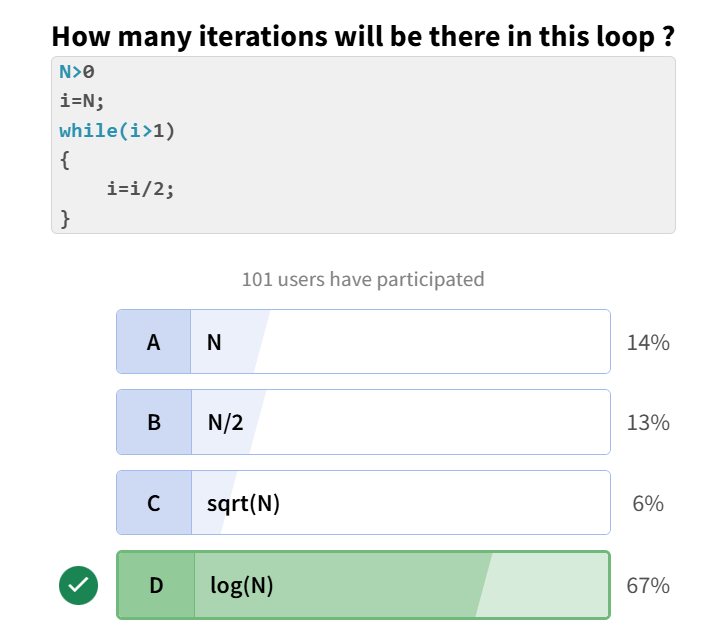 How many iterations will be there in this loop ?
N>0
i=N;
while(i>1)
{
    i=i/2;
}
101 users have participated
A N 14%
B N/2 13%
C sqrt(N) 6%
D log(N) 67%